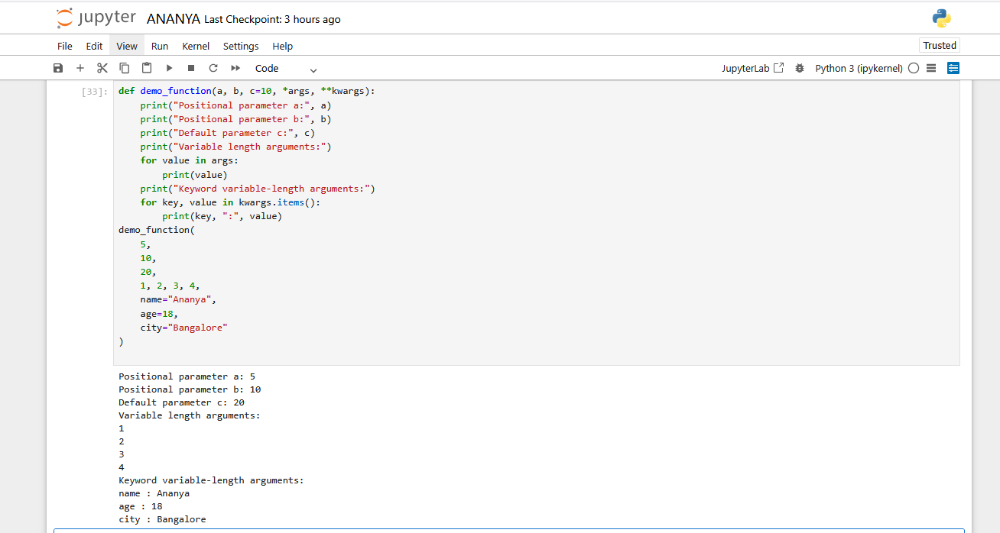 jupyter ANANYA Last Checkpoint: 3 hours ago
File Edit View Run Kernel Settings Help Trusted
Code JupyterLab Python 3 (ipykernel)
[33]: def demo_function(a, b, c=10, *args, **kwargs):
    print("Positional parameter a:", a)
    print("Positional parameter b:", b)
    print("Default parameter c:", c)
    print("Variable length arguments:")
    for value in args:
        print(value)
    print("Keyword variable-length arguments:")
    for key, value in kwargs.items():
        print(key, ":", value)
demo_function(
    5,
    10,
    20,
    1, 2, 3, 4,
    name="Ananya",
    age=18,
    city="Bangalore"
)
Positional parameter a: 5
Positional parameter b: 10
Default parameter c: 20
Variable length arguments:
1
2
3
4
Keyword variable-length arguments:
name : Ananya
age : 18
city : Bangalore